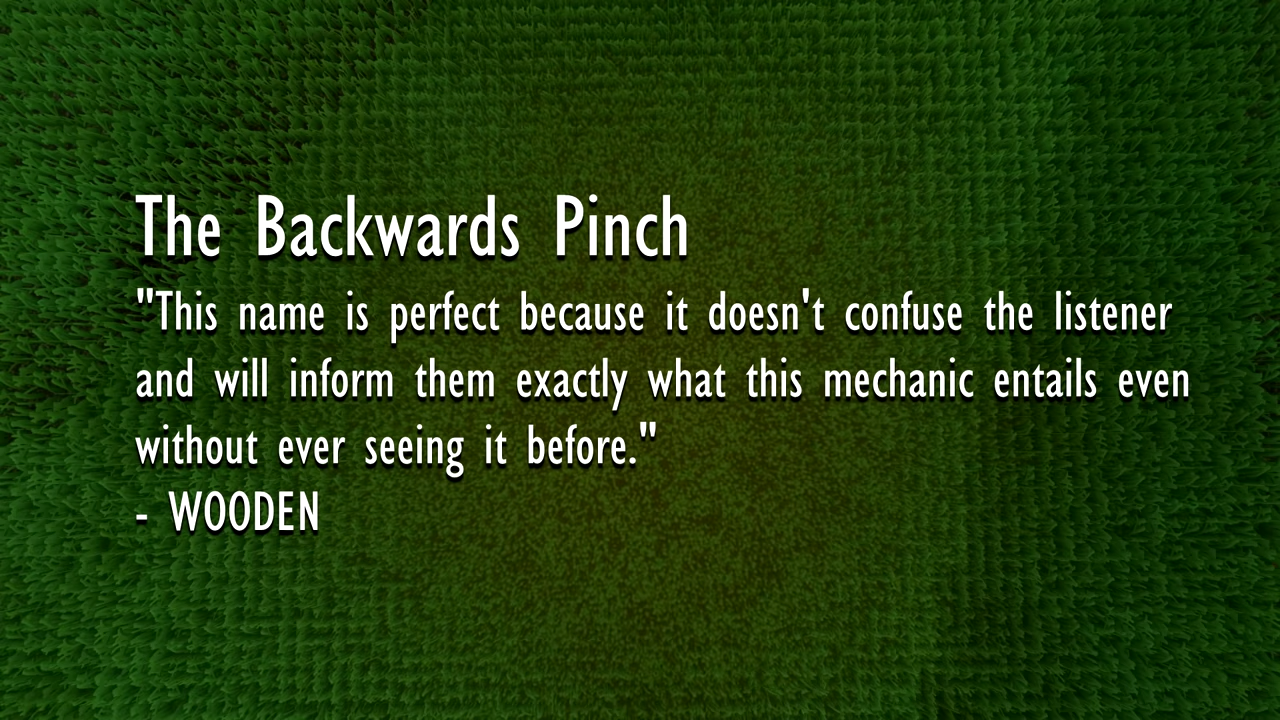 The Backwards Pinch
"This name is perfect because it doesn't confuse the listener
and will inform them exactly what this mechanic entails even
without ever seeing it before."
- WOODEN